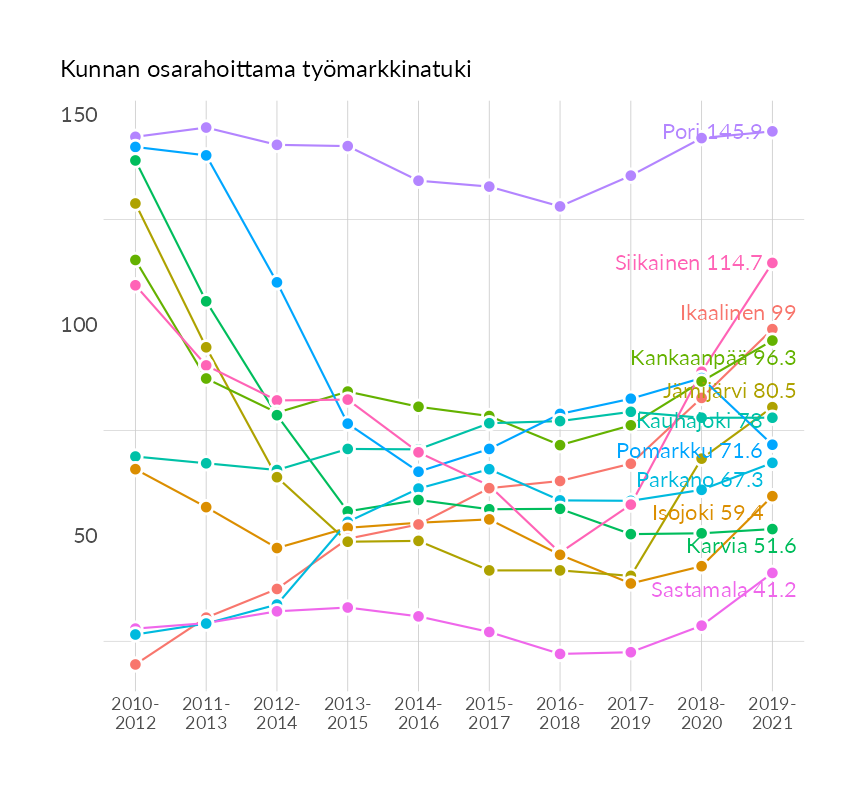 Kunnan osarahoittama työmarkkinatuki
150
Pori 145.9
Siikainen 114.7
Ikaalinen 99
100
Kankaanpää 96.3
Jämijärvi 80.5
Kauhajoki 78
Pomarkku 71.6
Parkano 67.3
Isojoki 59.4
50
Karvia 51.6
Sastamala 41.2
2010-
2012
2011-
2013
2012-
2014
2013-
2015
2014-
2016
2015-
2017
2016-
2018
2017-
2019
2018-
2020
2019-
2021